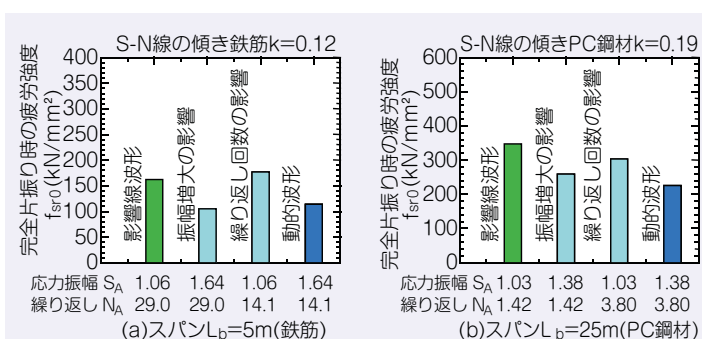 S-N線の傾き鉄筋k=0.12
完全片振り時の疲労強度
fsr0(kN/mm²)
400
350
300
250
200
150
100
50
0
影響線波形
振幅増大の影響
繰り返し回数の影響
動的波形
応力振幅 SA 1.06 1.64 1.06 1.64
繰り返し NA 29.0 29.0 14.1 14.1
(a)スパンLb=5m(鉄筋)
S-N線の傾きPC鋼材k=0.19
完全片振り時の疲労強度
fsr0(kN/mm²)
600
500
400
300
200
100
0
影響線波形
振幅増大の影響
繰り返し回数の影響
動的波形
応力振幅 SA 1.03 1.38 1.03 1.38
繰り返し NA 1.42 1.42 3.80 3.80
(b)スパンLb=25m(PC鋼材)